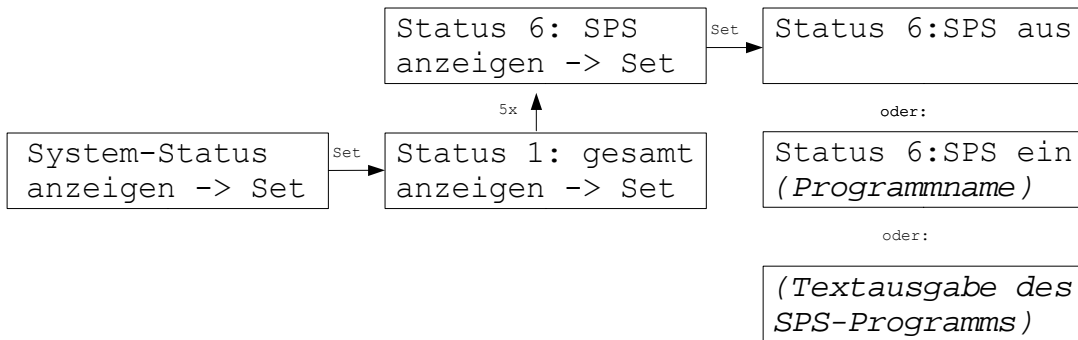 Status 6: SPS
anzeigen -> Set
Set
Status 6:SPS aus
5x
oder:
System-Status
anzeigen -> Set
Set
Status 1: gesamt
anzeigen -> Set
Status 6:SPS ein
(Programmname)
oder:
(Textausgabe des
SPS-Programms)